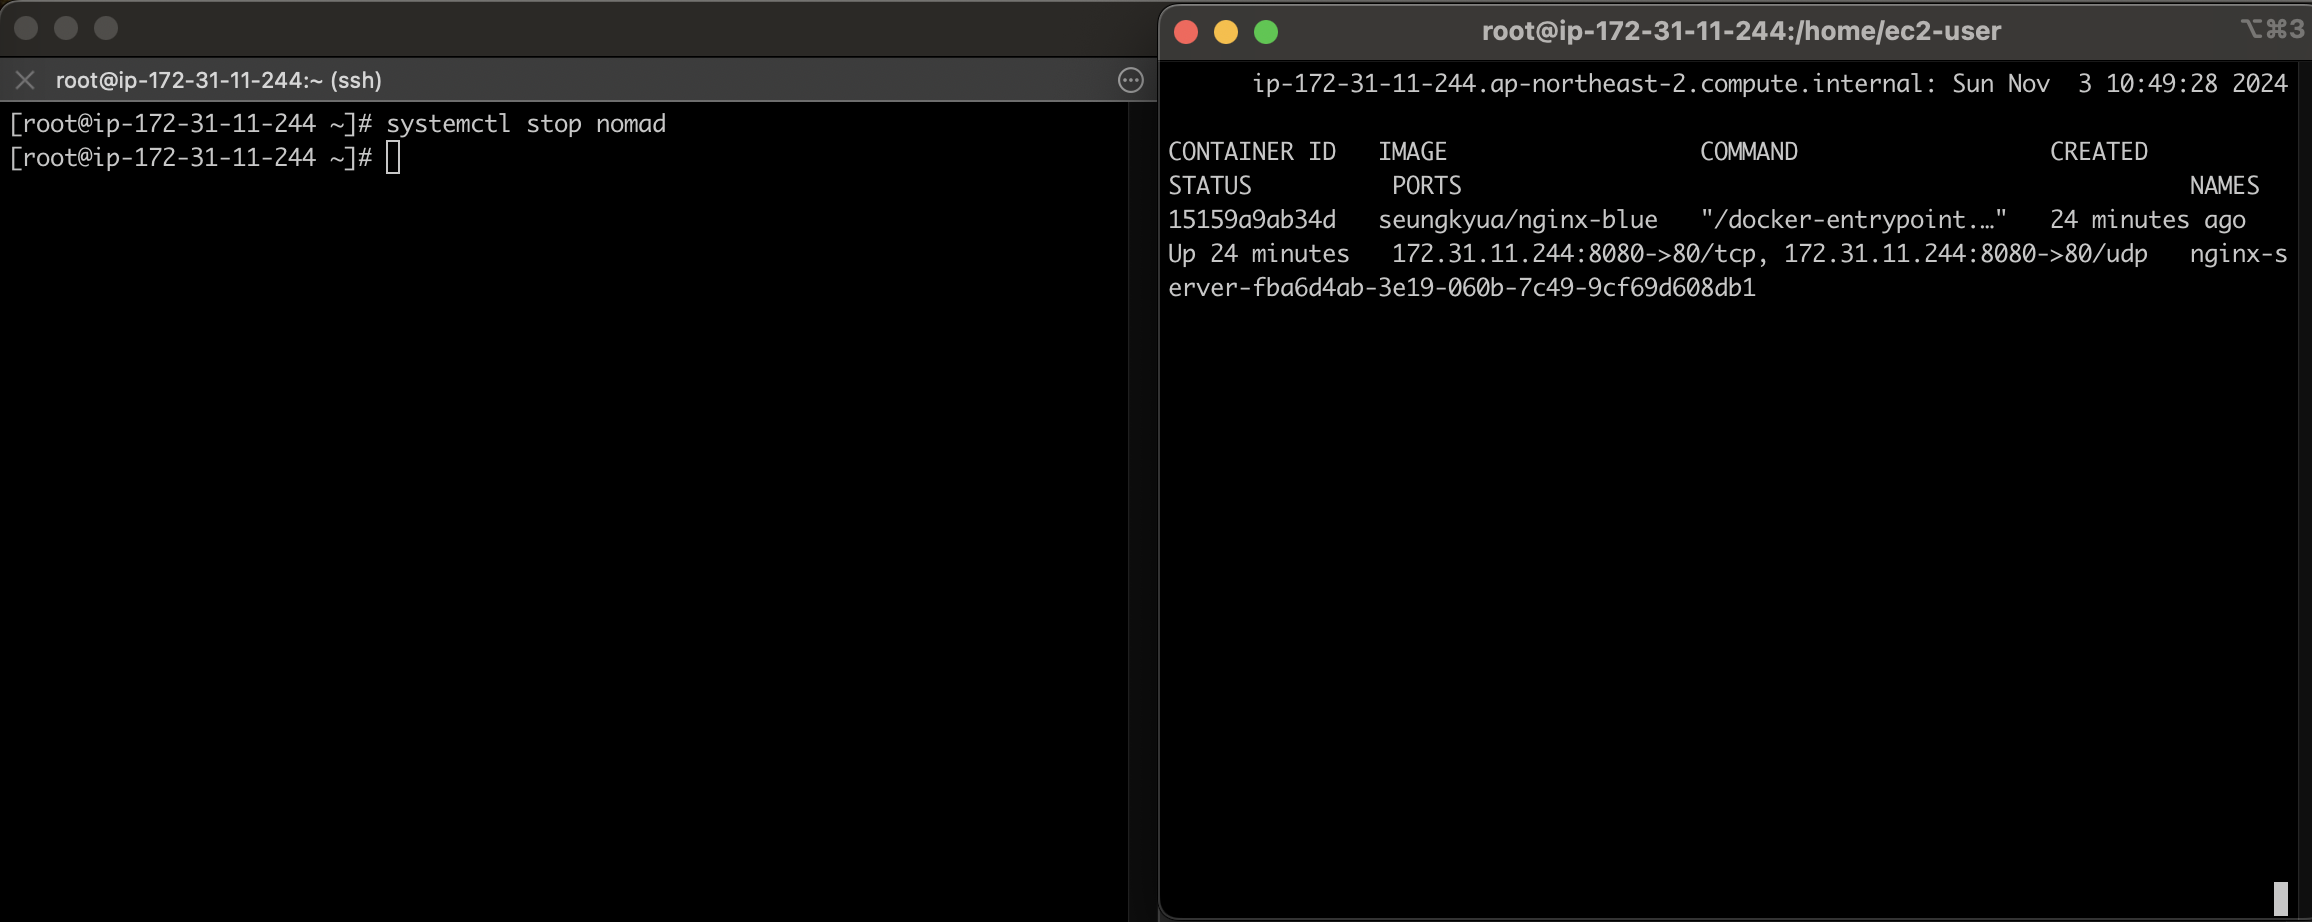 root@ip-172-31-11-244:~ (ssh)
[root@ip-172-31-11-244 ~]# systemctl stop nomad
[root@ip-172-31-11-244 ~]#
root@ip-172-31-11-244:/home/ec2-user ⌥⌘3
ip-172-31-11-244.ap-northeast-2.compute.internal: Sun Nov  3 10:49:28 2024
CONTAINER ID   IMAGE                  COMMAND                  CREATED
STATUS          PORTS                                                    NAMES
15159a9ab34d   seungkyua/nginx-blue   "/docker-entrypoint.…"   24 minutes ago
Up 24 minutes   172.31.11.244:8080->80/tcp, 172.31.11.244:8080->80/udp   nginx-s
erver-fba6d4ab-3e19-060b-7c49-9cf69d608db1